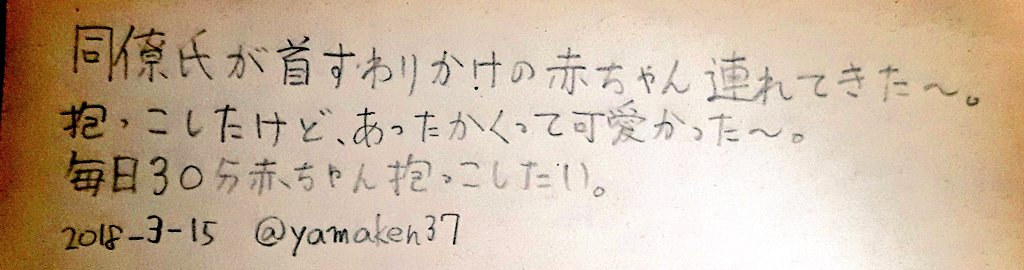 同僚氏が首すわりかけの赤ちゃん連れてきた〜。
抱っこしたけど、あったかくって可愛かった〜。
毎日30分赤ちゃん抱っこしたい。
2018-3-15 @yamaken37